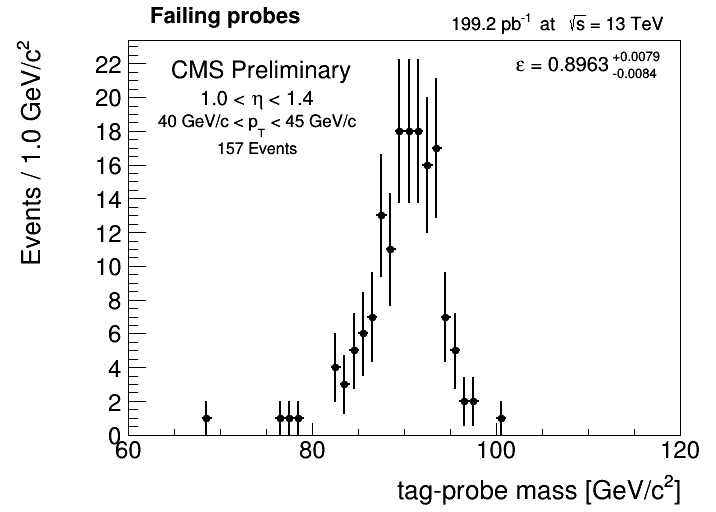 Failing probes
199.2 pb⁻¹ at √s = 13 TeV
CMS Preliminary
ε = 0.8963 +0.0079 -0.0084
1.0 < η < 1.4
40 GeV/c < p_T < 45 GeV/c
157 Events
Events / 1.0 GeV/c²
22
20
18
16
14
12
10
8
6
4
2
0
60 80 100 120
tag-probe mass [GeV/c²]